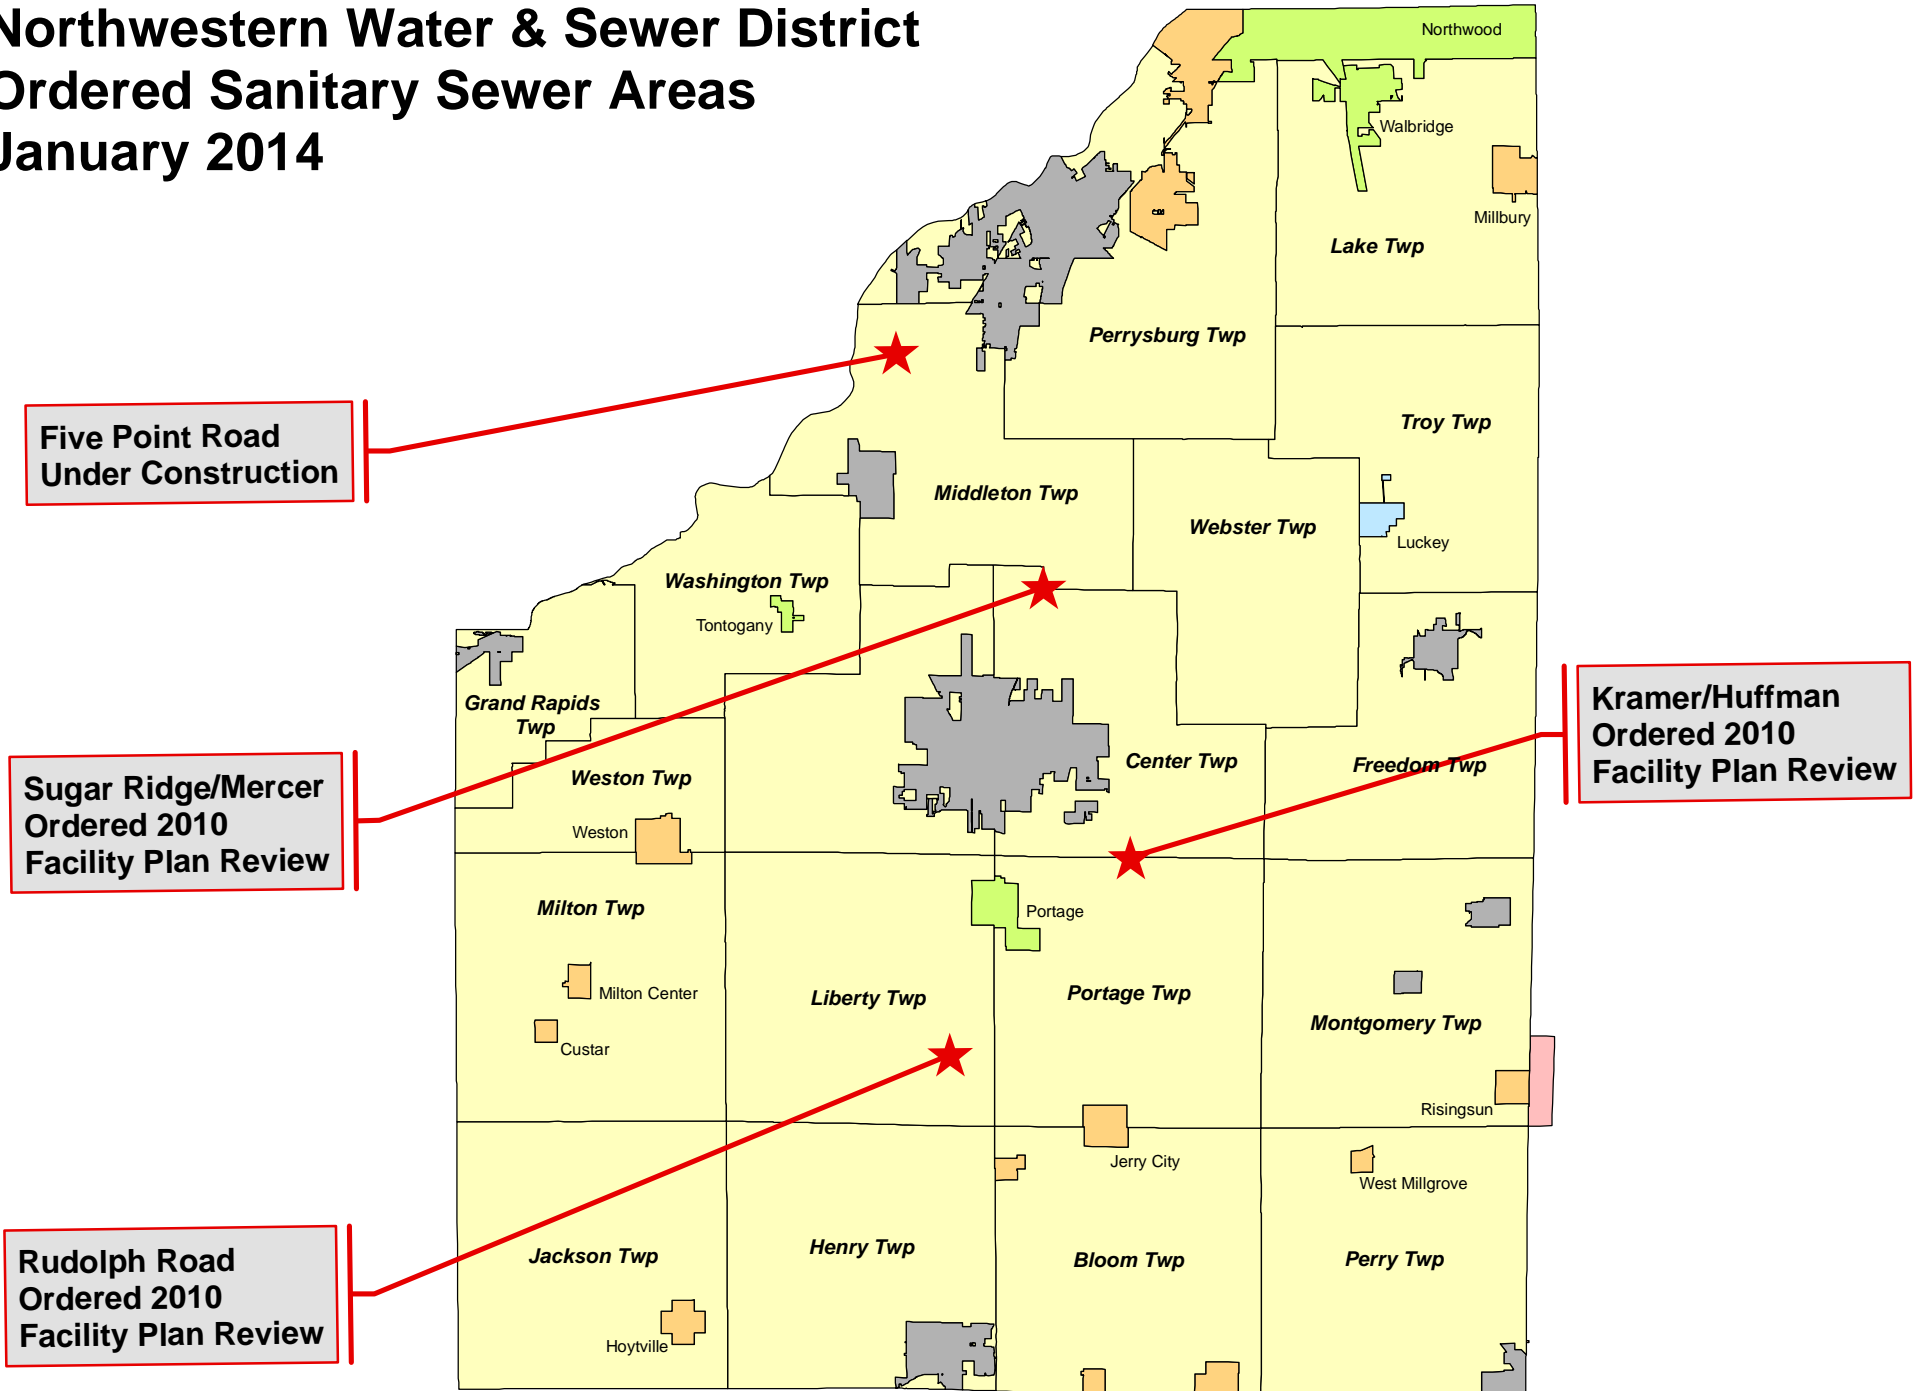 Northwestern Water & Sewer District
Ordered Sanitary Sewer Areas
January 2014
Northwood
Walbridge
Millbury
Lake Twp
Perrysburg Twp
Five Point Road
Under Construction
Troy Twp
Middleton Twp
Webster Twp
Luckey
Washington Twp
Tontogany
Grand Rapids
Twp
Kramer/Huffman
Ordered 2010
Facility Plan Review
Center Twp
Freedom Twp
Weston Twp
Sugar Ridge/Mercer
Ordered 2010
Facility Plan Review
Weston
Milton Twp
Portage
Milton Center
Liberty Twp
Portage Twp
Montgomery Twp
Custar
Risingsun
Jerry City
West Millgrove
Rudolph Road
Ordered 2010
Facility Plan Review
Jackson Twp
Henry Twp
Bloom Twp
Perry Twp
Hoytville